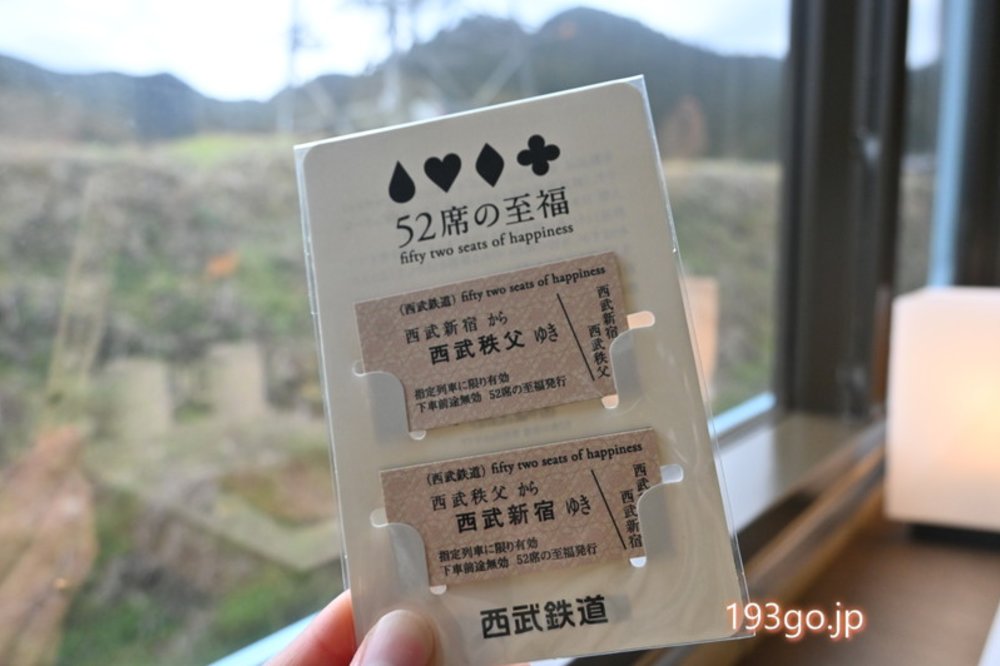 52席の至福
fifty two seats of happiness
(西武鉄道) fifty two seats of happiness
西武新宿 から
西武秩父 ゆき
西武新宿
西武秩父
指定列車に限り有効
下車前途無効 52席の至福発行
(西武鉄道) fifty two seats of happiness
西武秩父 から
西武新宿 ゆき
西武
西武新宿
指定列車に限り有効
下車前途無効 52席の至福発行
西武鉄道
193go.jp